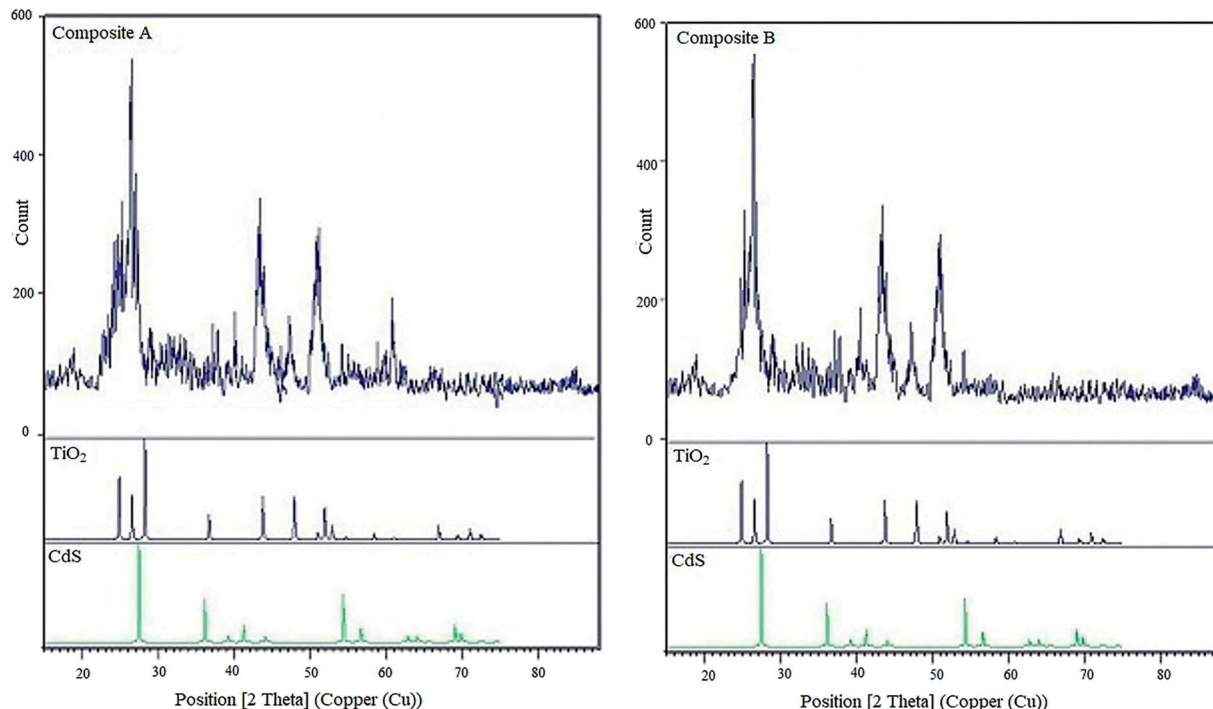 600
Composite A
400
Count
200
0
TiO₂
CdS
20 30 40 50 60 70 80
Position [2 Theta] (Copper (Cu))
600
Composite B
400
Count
200
0
TiO₂
CdS
20 30 40 50 60 70 80
Position [2 Theta] (Copper (Cu))